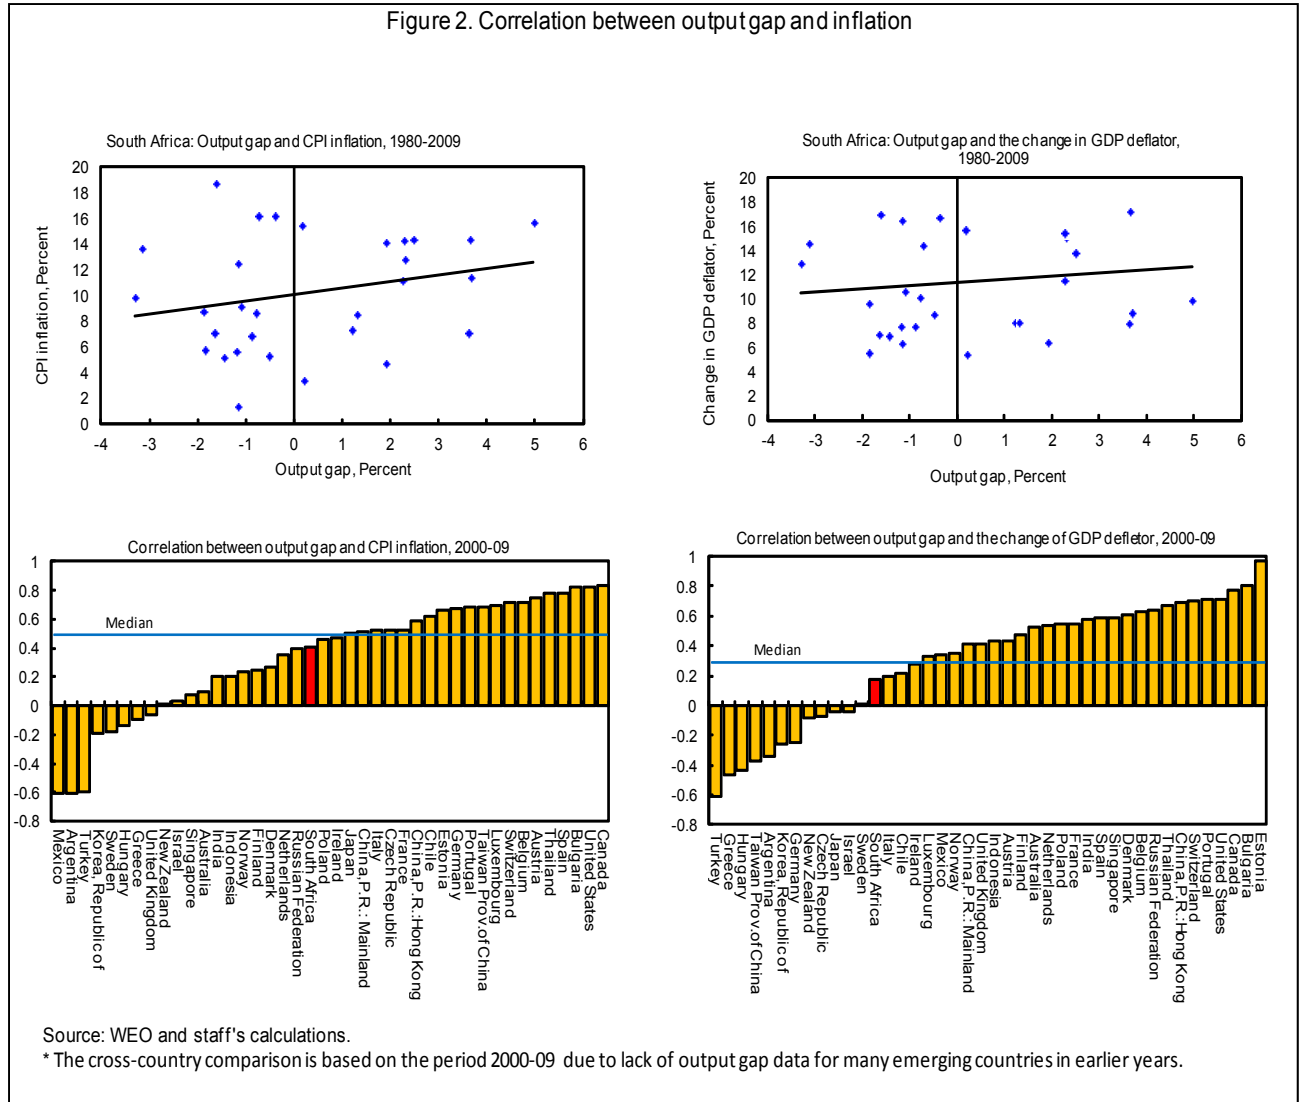 Figure 2. Correlation between output gap and inflation
South Africa: Output gap and CPI inflation, 1980-2009
CPI inflation, Percent
20
18
16
14
12
10
8
6
4
2
0
-4 -3 -2 -1 0 1 2 3 4 5 6
Output gap, Percent
South Africa: Output gap and the change in GDP deflator,
1980-2009
Change in GDP deflator, Percent
20
18
16
14
12
10
8
6
4
2
0
-4 -3 -2 -1 0 1 2 3 4 5 6
Output gap, Percent
Correlation between output gap and CPI inflation, 2000-09
1
0.8
0.6
0.4
0.2
0
-0.2
-0.4
-0.6
-0.8
Median
Mexico
Argentina
Turkey
Korea, Republic of
Sweden
Hungary
Greece
United Kingdom
New Zealand
Israel
Singapore
Australia
India
Indonesia
Norway
Finland
Denmark
Netherlands
Russian Federation
South Africa
Poland
Ireland
Japan
China,P.R.: Mainland
Italy
Czech Republic
France
China,P.R.:Hong Kong
Chile
Estonia
Germany
Portugal
Taiwan Prov.of China
Luxembourg
Switzerland
Belgium
Austria
Thailand
Spain
Bulgaria
United States
Canada
Correlation between output gap and the change of GDP defletor, 2000-09
1
0.8
0.6
0.4
0.2
0
-0.2
-0.4
-0.6
-0.8
Median
Turkey
Greece
Hungary
Taiwan Prov.of China
Argentina
Korea, Republic of
Germany
New Zealand
Czech Republic
Japan
Israel
Sweden
South Africa
Italy
Chile
Ireland
Luxembourg
Mexico
Norway
China,P.R.: Mainland
United Kingdom
Indonesia
Austria
Finland
Australia
Netherlands
Poland
France
India
Spain
Singapore
Denmark
Belgium
Russian Federation
Thailand
China,P.R.:Hong Kong
Switzerland
Portugal
United States
Canada
Bulgaria
Estonia
Source: WEO and staff's calculations.
* The cross-country comparison is based on the period 2000-09 due to lack of output gap data for many emerging countries in earlier years.